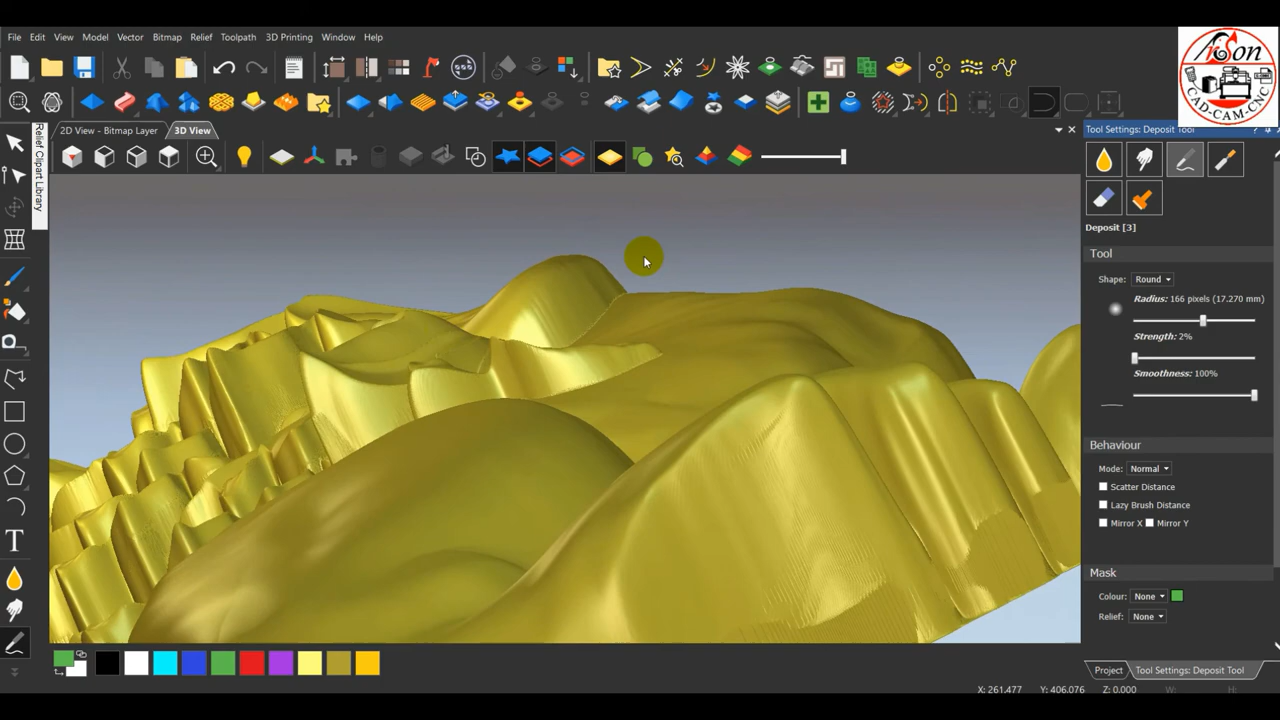 File Edit View Model Vector Bitmap Relief Toolpath 3D Printing Window Help
ArSon
CAD-CAM-CNC
2D View - Bitmap Layer 3D View
Tool Settings: Deposit Tool
Relief Clipart Library
Deposit [3]
Tool
Shape: Round
Radius: 166 pixels (17.270 mm)
Strength: 2%
Smoothness: 100%
Behaviour
Mode: Normal
Scatter Distance
Lazy Brush Distance
Mirror X Mirror Y
Mask
Colour: None
Relief: None
Project Tool Settings: Deposit Tool
X: 261.477 Y: 406.076 Z: 0.000 W: H: